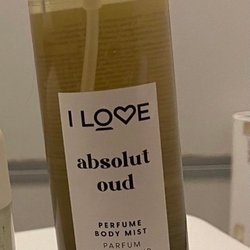 I LOVE
absolut
oud
PERFUME
BODY MIST
PARFUM